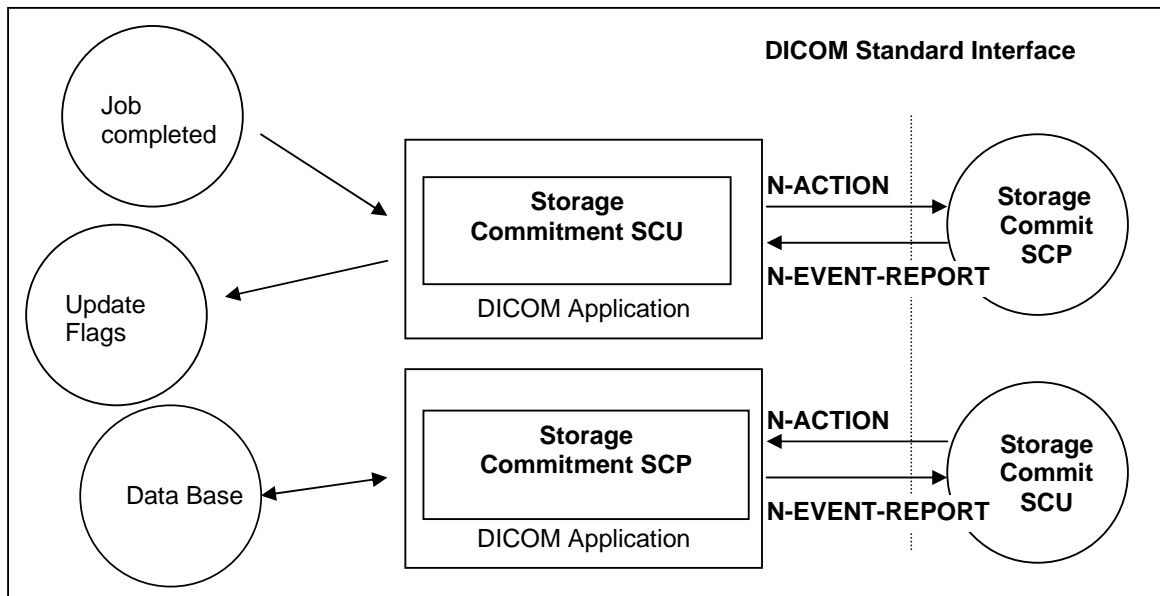 DICOM Standard Interface
Job
completed
Storage
Commitment SCU
DICOM Application
N-ACTION
N-EVENT-REPORT
Storage
Commit
SCP
Update
Flags
Data Base
Storage
Commitment SCP
DICOM Application
N-ACTION
N-EVENT-REPORT
Storage
Commit
SCU